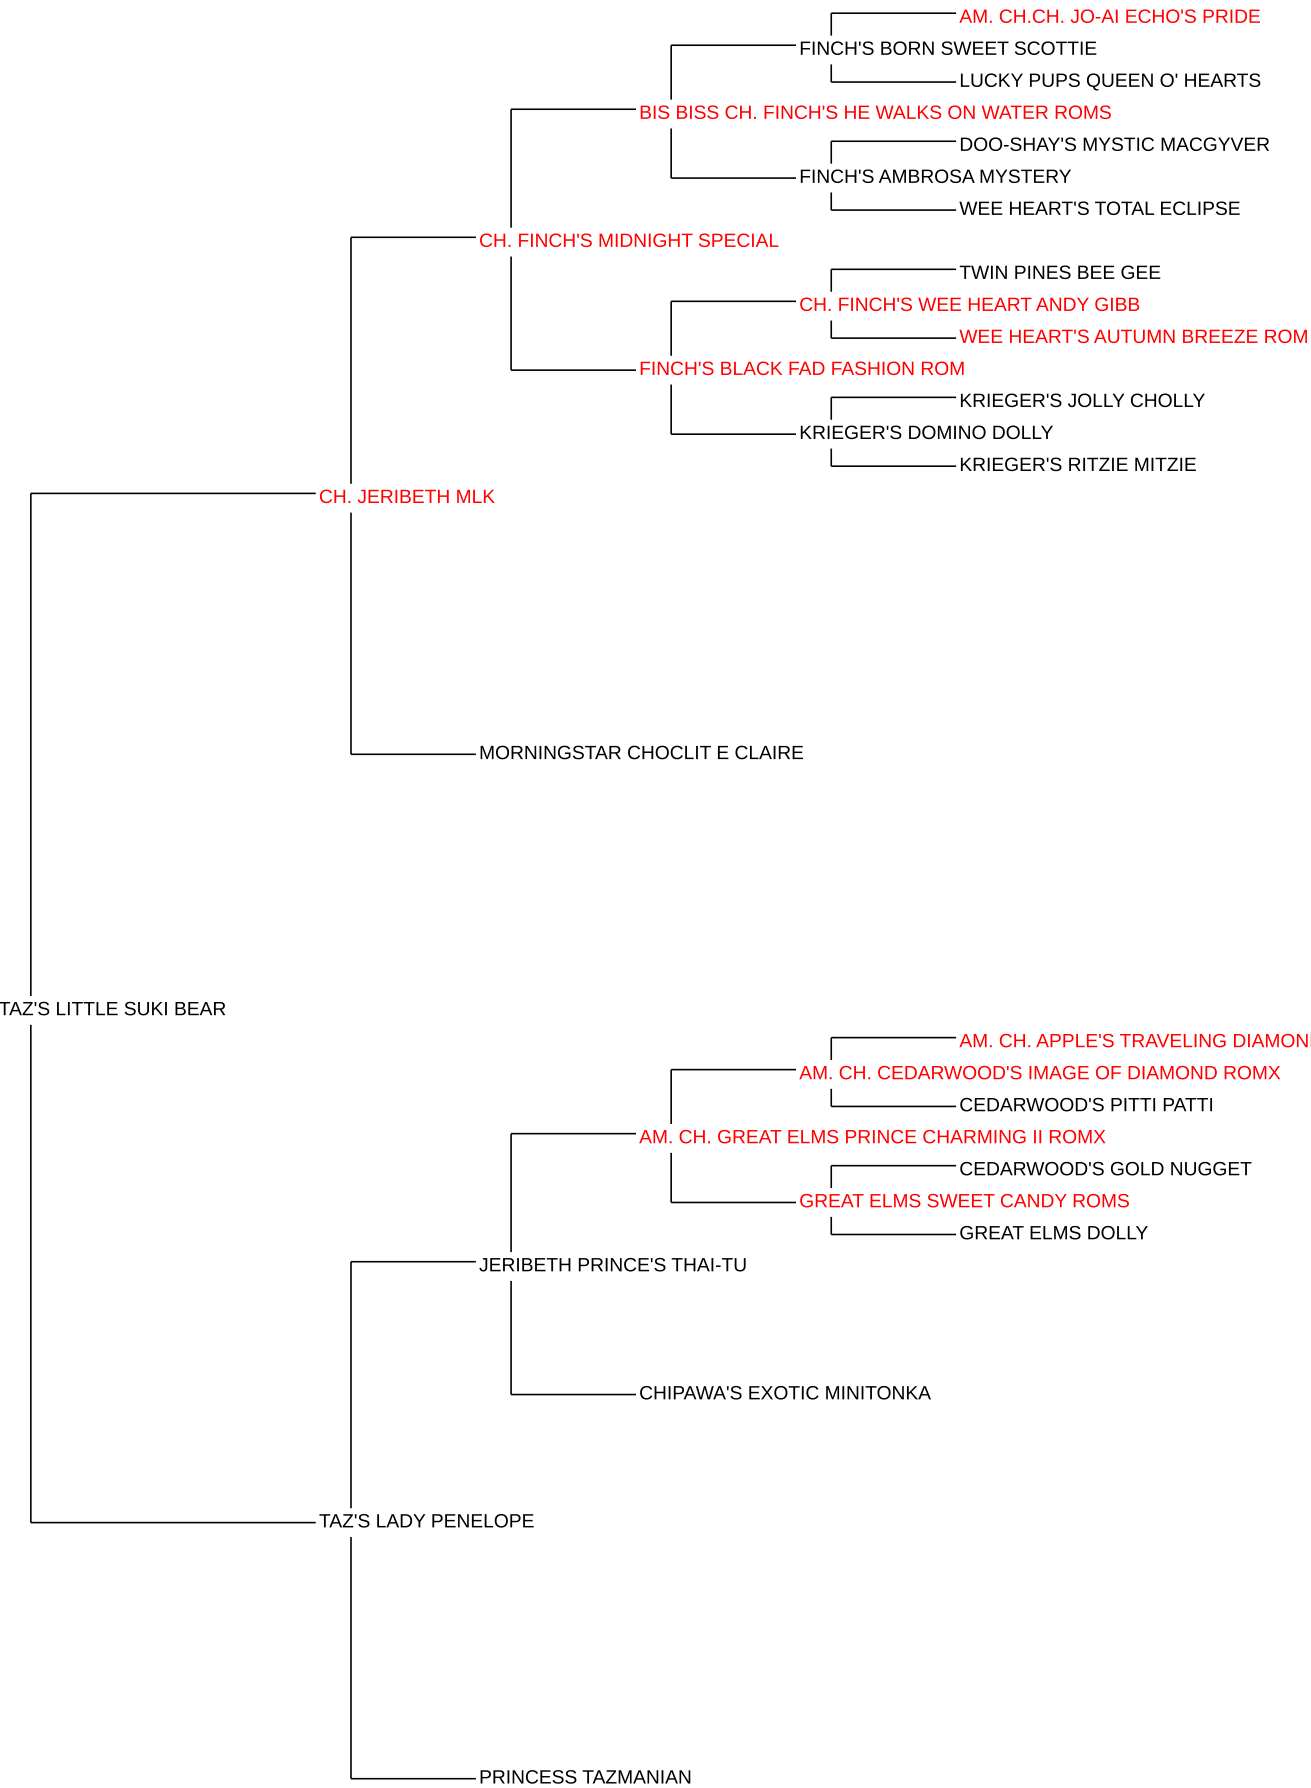 AM. CH.CH. JO-AI ECHO'S PRIDE
FINCH'S BORN SWEET SCOTTIE
LUCKY PUPS QUEEN O' HEARTS
BIS BISS CH. FINCH'S HE WALKS ON WATER ROMS
DOO-SHAY'S MYSTIC MACGYVER
FINCH'S AMBROSA MYSTERY
WEE HEART'S TOTAL ECLIPSE
CH. FINCH'S MIDNIGHT SPECIAL
TWIN PINES BEE GEE
CH. FINCH'S WEE HEART ANDY GIBB
WEE HEART'S AUTUMN BREEZE ROM
FINCH'S BLACK FAD FASHION ROM
KRIEGER'S JOLLY CHOLLY
KRIEGER'S DOMINO DOLLY
KRIEGER'S RITZIE MITZIE
CH. JERIBETH MLK
MORNINGSTAR CHOCLIT E CLAIRE
TAZ'S LITTLE SUKI BEAR
AM. CH. APPLE'S TRAVELING DIAMON
AM. CH. CEDARWOOD'S IMAGE OF DIAMOND ROMX
CEDARWOOD'S PITTI PATTI
AM. CH. GREAT ELMS PRINCE CHARMING II ROMX
CEDARWOOD'S GOLD NUGGET
GREAT ELMS SWEET CANDY ROMS
GREAT ELMS DOLLY
JERIBETH PRINCE'S THAI-TU
CHIPAWA'S EXOTIC MINITONKA
TAZ'S LADY PENELOPE
PRINCESS TAZMANIAN